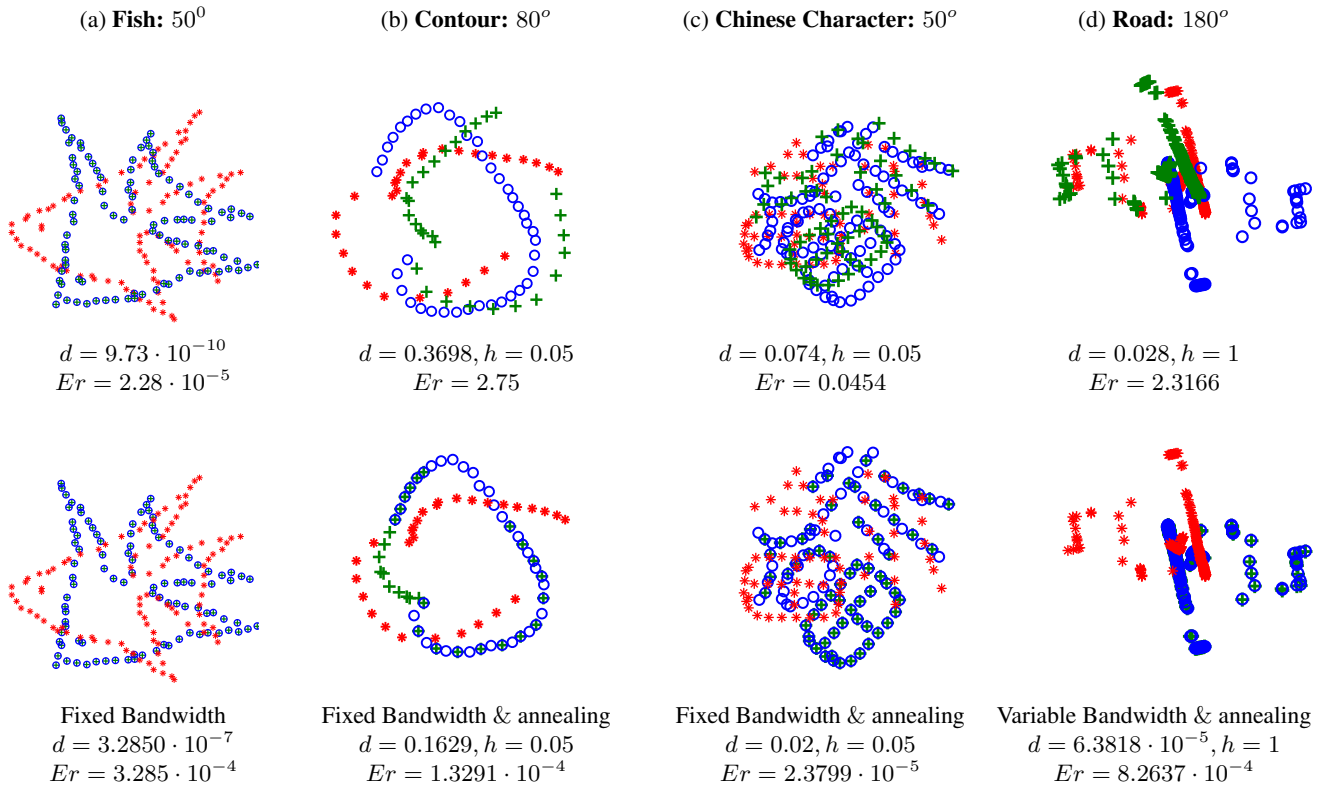 (a) Fish: 50⁰ (b) Contour: 80ᵒ (c) Chinese Character: 50ᵒ (d) Road: 180ᵒ
d = 9.73 · 10⁻¹⁰ d = 0.3698, h = 0.05 d = 0.074, h = 0.05 d = 0.028, h = 1
Er = 2.28 · 10⁻⁵ Er = 2.75 Er = 0.0454 Er = 2.3166
Fixed Bandwidth Fixed Bandwidth & annealing Fixed Bandwidth & annealing Variable Bandwidth & annealing
d = 3.2850 · 10⁻⁷ d = 0.1629, h = 0.05 d = 0.02, h = 0.05 d = 6.3818 · 10⁻⁵, h = 1
Er = 3.285 · 10⁻⁴ Er = 1.3291 · 10⁻⁴ Er = 2.3799 · 10⁻⁵ Er = 8.2637 · 10⁻⁴